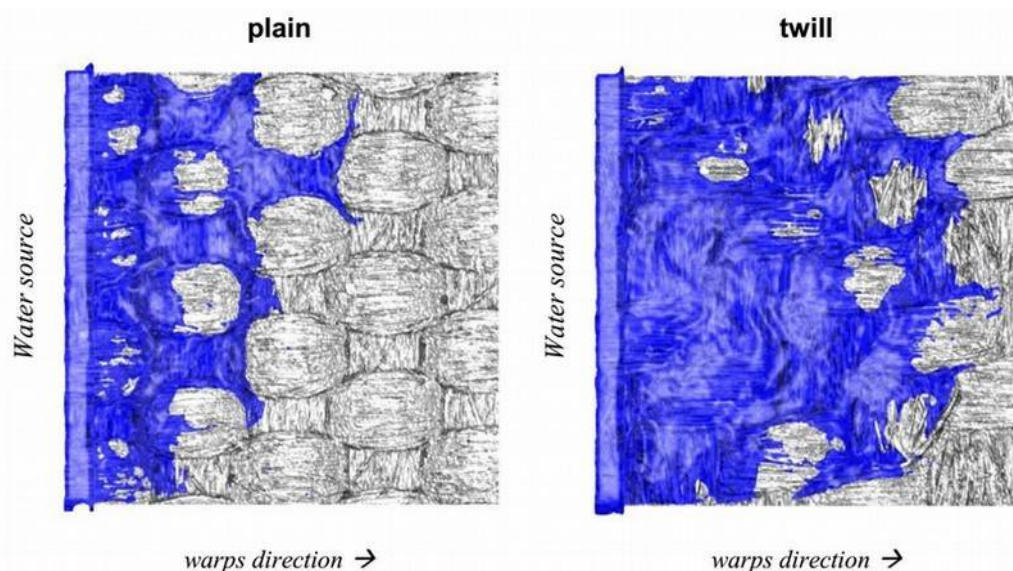 plain
twill
Water source
Water source
warps direction →
warps direction →